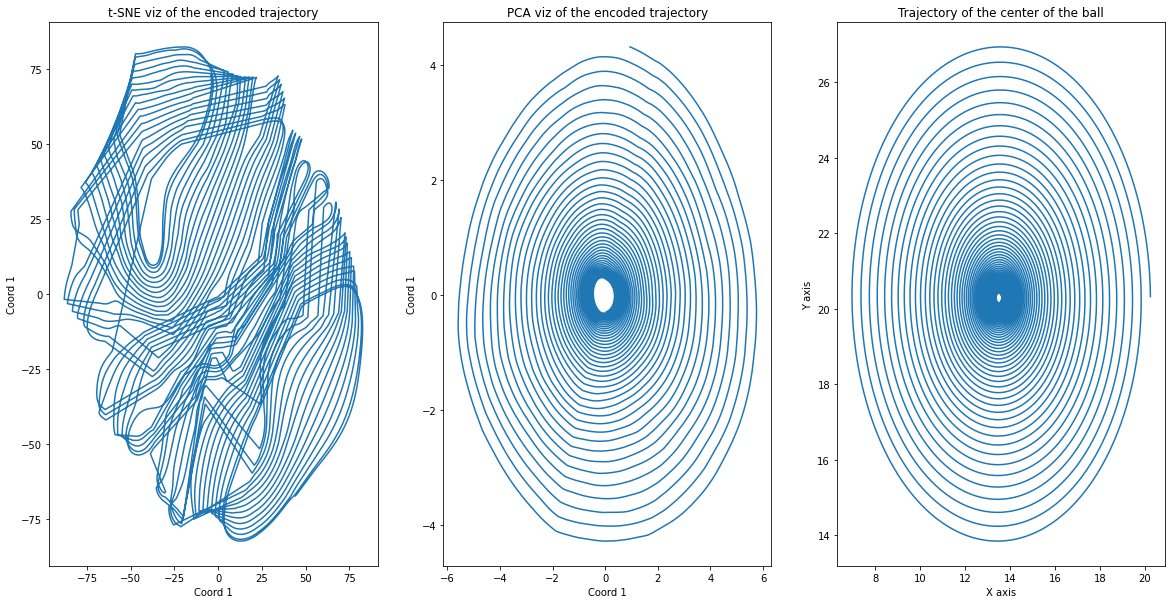 t-SNE viz of the encoded trajectory
75
50
25
0
−25
−50
−75
Coord 1
−75 −50 −25 0 25 50 75
Coord 1
PCA viz of the encoded trajectory
4
2
0
−2
−4
Coord 1
−6 −4 −2 0 2 4 6
Coord 1
Trajectory of the center of the ball
26
24
22
20
18
16
14
Y axis
8 10 12 14 16 18 20
X axis